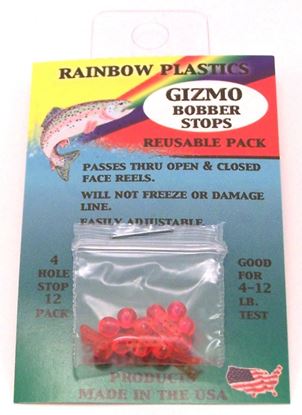 RAINBOW PLASTICS
GIZMO
BOBBER
STOPS
REUSABLE PACK
PASSES THRU OPEN & CLOSED
FACE REELS.
WILL NOT FREEZE OR DAMAGE
LINE.
EASILY ADJUSTABLE.
4
HOLE
STOP
12
PACK
GOOD
FOR
4-12
LB.
TEST
PRODUCTS
MADE IN THE USA